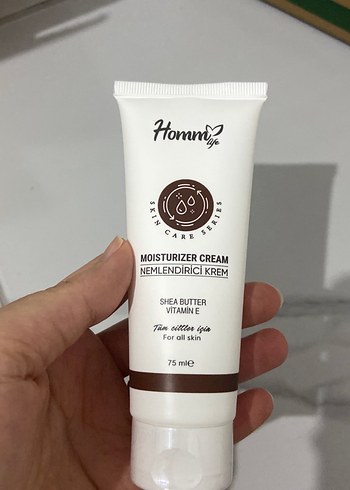 Homm
life
SKIN CARE SERIES
MOISTURIZER CREAM
NEMLENDİRİCİ KREM
SHEA BUTTER
VİTAMİN E
Tüm ciltler için
For all skin
75 ml℮